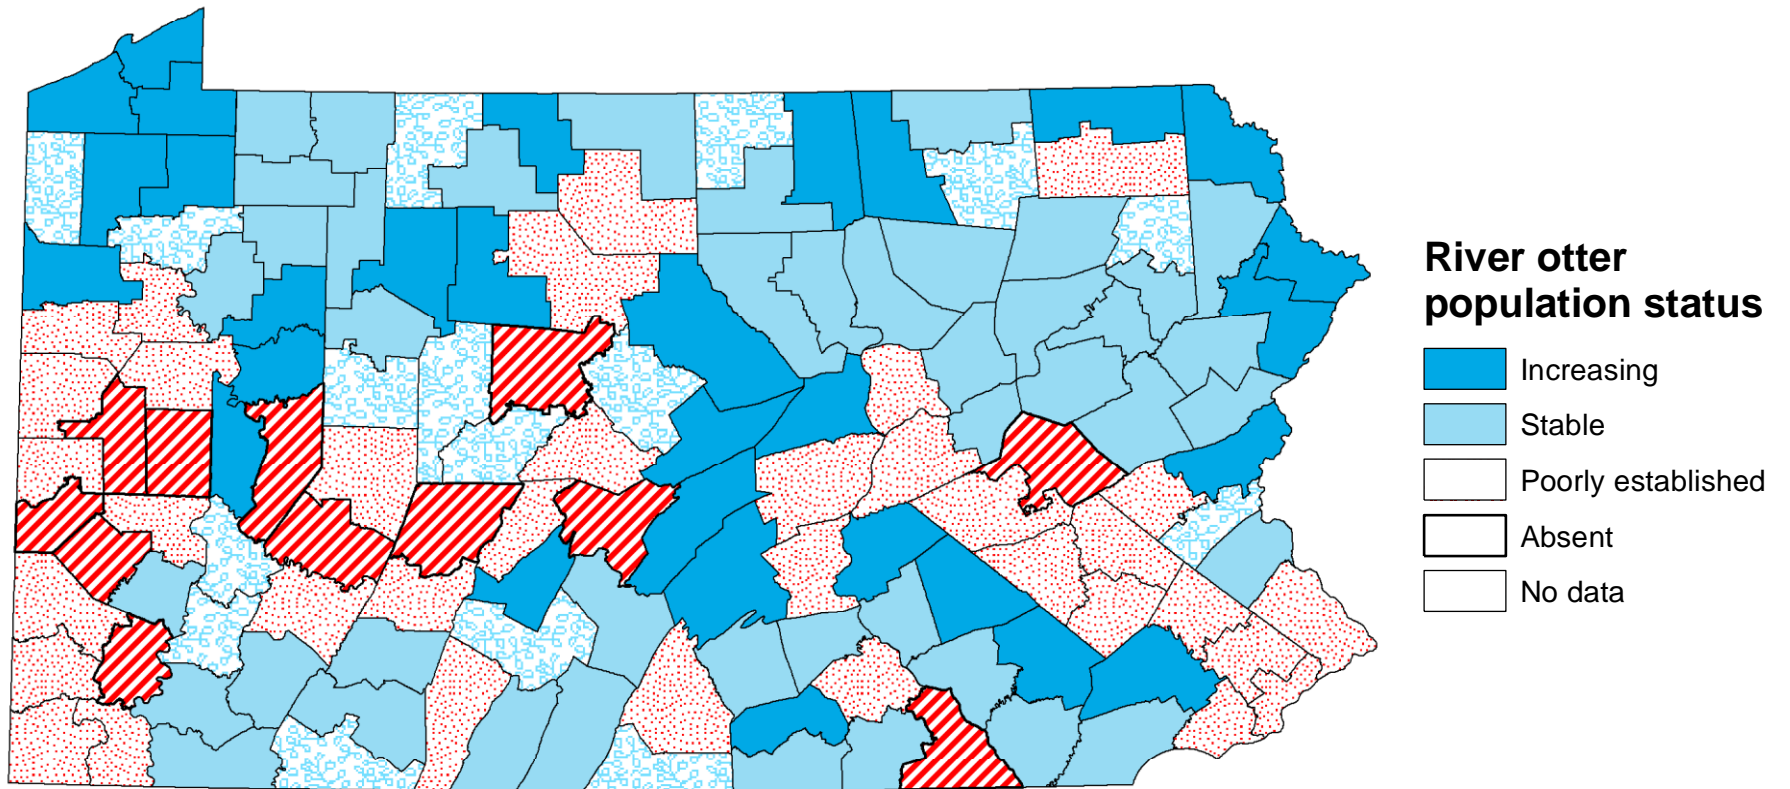 River otter
population status
Increasing
Stable
Poorly established
Absent
No data